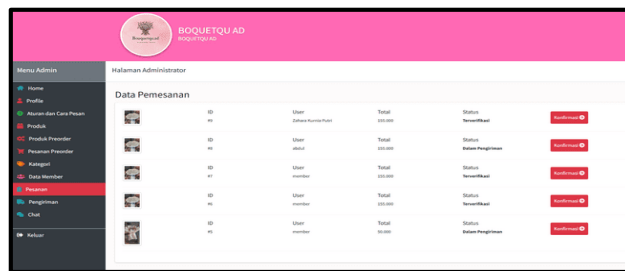 BOQUETQU AD
BOQUETQU AD
Menu Admin
Halaman Administrator
Home
Profile
Aturan dan Cara Pesan
Produk
Produk Preorder
Pesanan Preorder
Kategori
Data Member
Pesanan
Pengiriman
Chat
Keluar
Data Pemesanan
ID User Total Status
#9 Zahara Kurnia Putri 155.000 Terverifikasi Konfirmasi
ID User Total Status
#8 abdul 155.000 Dalam Pengiriman Konfirmasi
ID User Total Status
#7 member 155.000 Terverifikasi Konfirmasi
ID User Total Status
#6 member 155.000 Terverifikasi Konfirmasi
ID User Total Status
#5 member 50.000 Dalam Pengiriman Konfirmasi